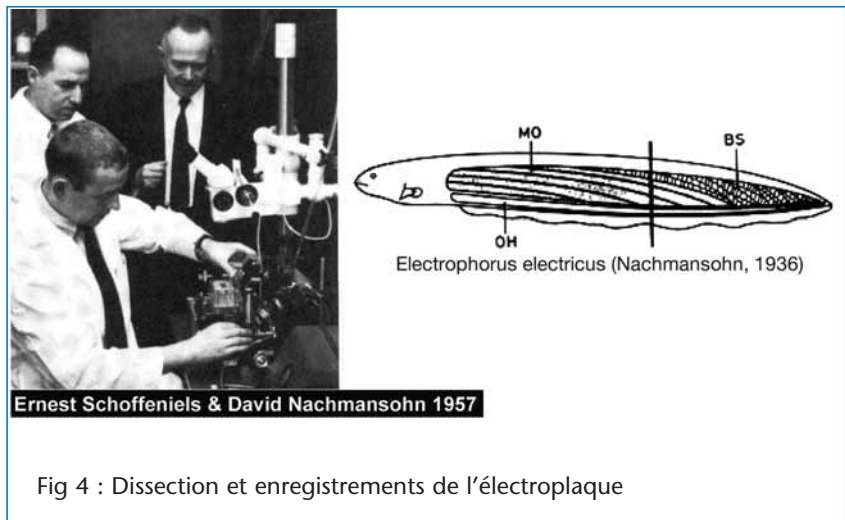 MO
BS
OH
Electrophorus electricus (Nachmansohn, 1936)
Ernest Schoffeniels & David Nachmansohn 1957
Fig 4 : Dissection et enregistrements de l'électroplaque